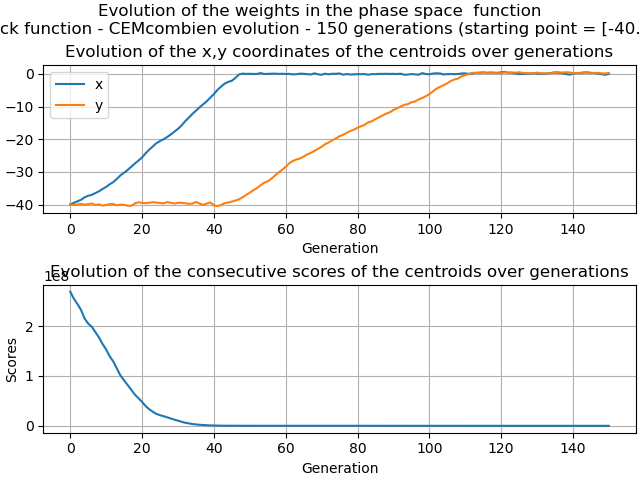 Evolution of the weights in the phase space  function
ck function - CEMcombien evolution - 150 generations (starting point = [-40.
Evolution of the x,y coordinates of the centroids over generations
0
−10
−20
−30
−40
x
y
0 20 40 60 80 100 120 140
Generation
Evolution of the consecutive scores of the centroids over generations
1e8
2
1
0
Scores
0 20 40 60 80 100 120 140
Generation